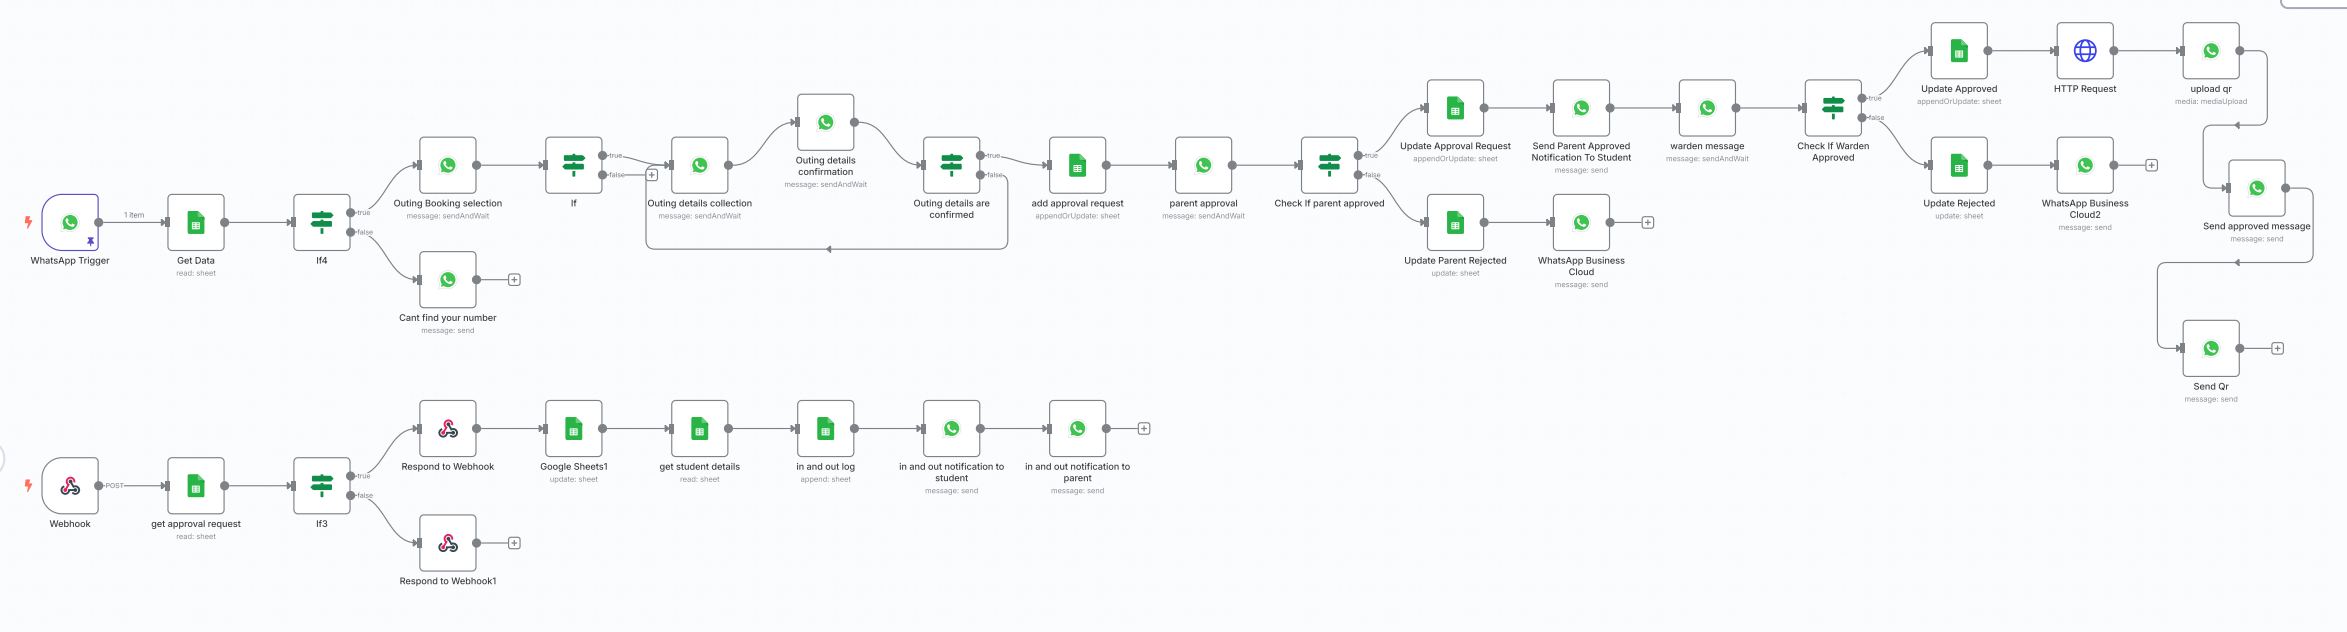 WhatsApp Trigger
1 item
Get Data
read: sheet
If4
true
false
Outing Booking selection
message: sendAndWait
Cant find your number
message: send
If
true
false
Outing details collection
message: sendAndWait
Outing details
confirmation
message: sendAndWait
Outing details are
confirmed
true
false
add approval request
appendOrUpdate: sheet
parent approval
message: sendAndWait
Check If parent approved
true
false
Update Approval Request
appendOrUpdate: sheet
Send Parent Approved
Notification To Student
message: send
warden message
message: sendAndWait
Update Parent Rejected
update: sheet
WhatsApp Business
Cloud
message: send
Check If Warden
Approved
true
false
Update Approved
appendOrUpdate: sheet
HTTP Request
upload qr
media: mediaUpload
Update Rejected
update: sheet
WhatsApp Business
Cloud2
message: send
Send approved message
message: send
Send Qr
message: send
Webhook
POST
get approval request
read: sheet
If3
true
false
Respond to Webhook
Google Sheets1
update: sheet
get student details
read: sheet
in and out log
append: sheet
in and out notification to
student
message: send
in and out notification to
parent
message: send
Respond to Webhook1